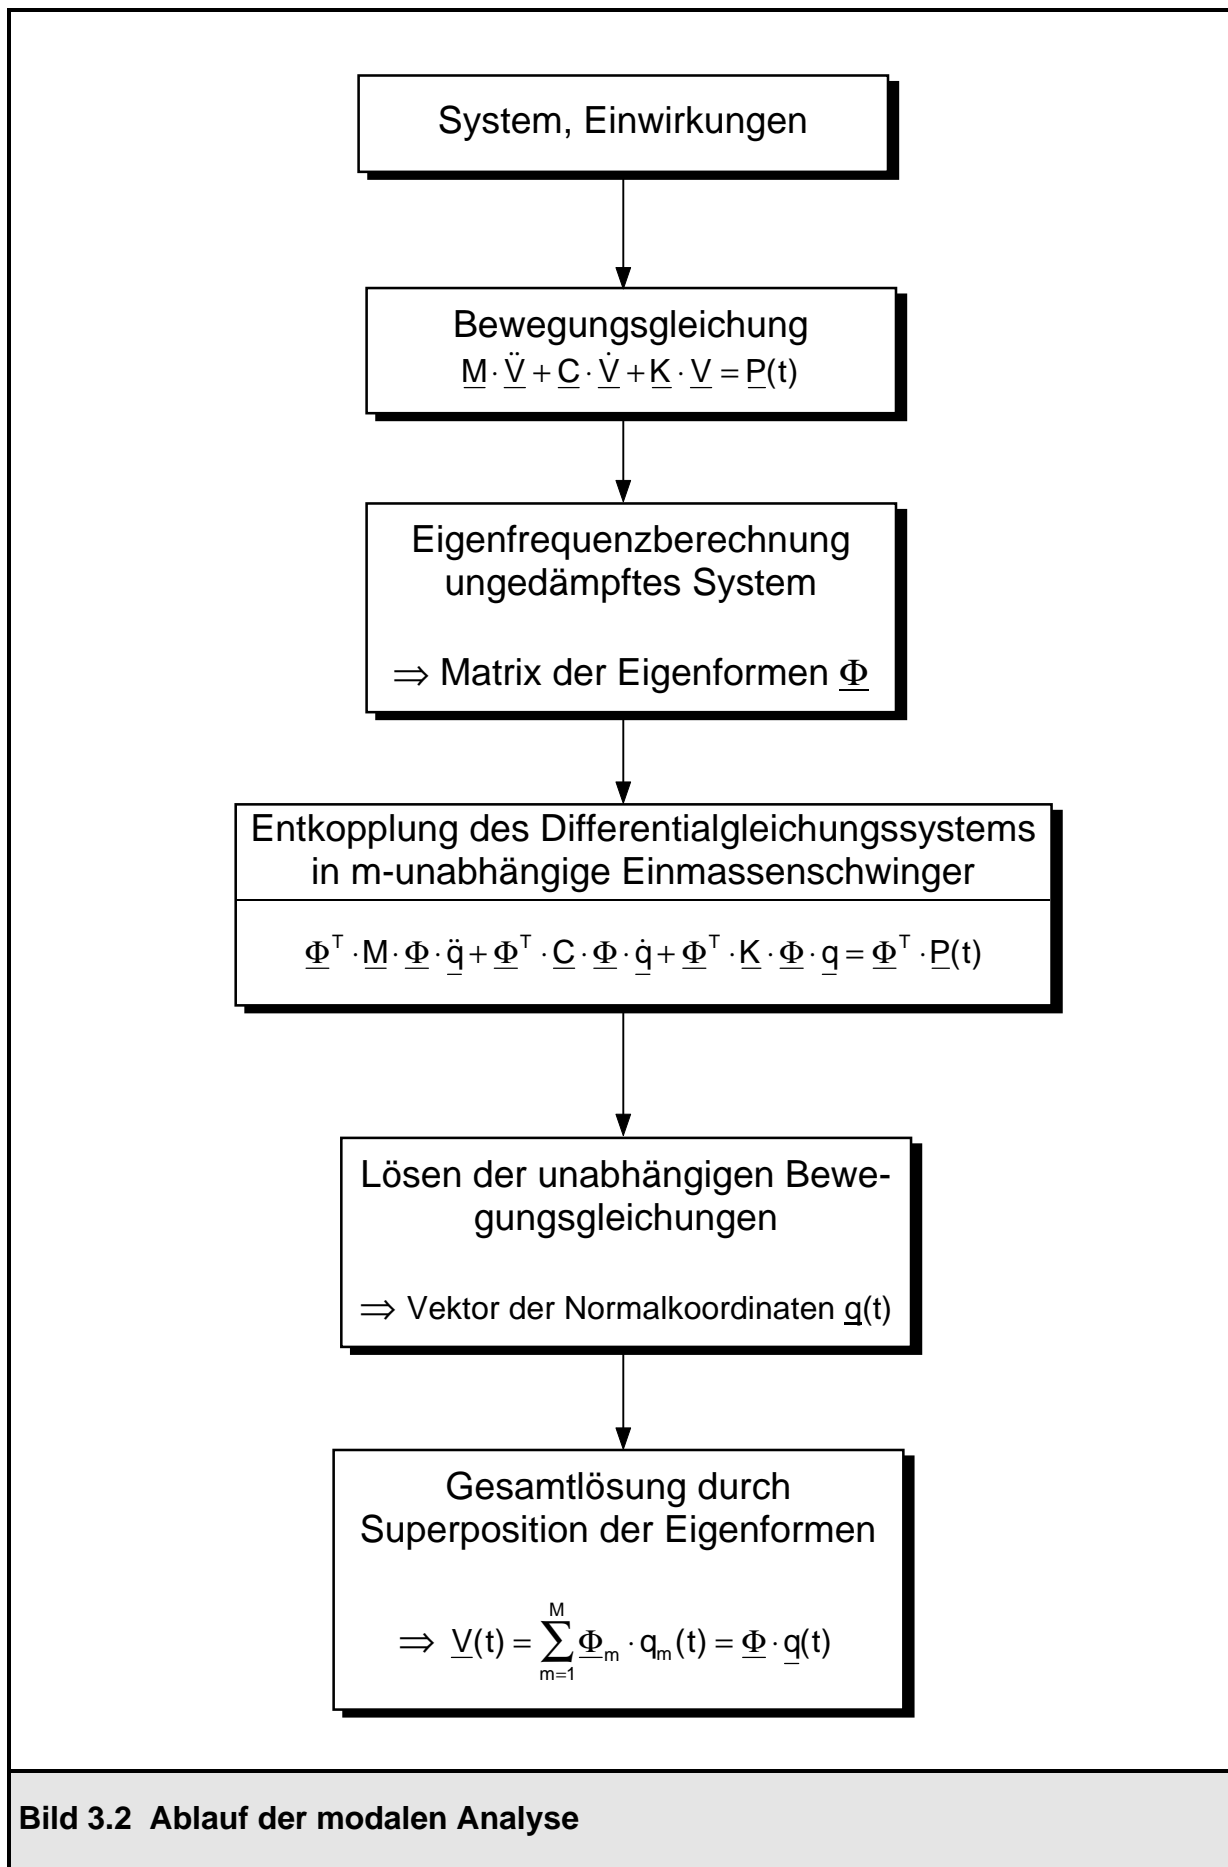 System, Einwirkungen
Bewegungsgleichung
M · V̈ + C · V̇ + K · V = P(t)
Eigenfrequenzberechnung
ungedämpftes System
⇒ Matrix der Eigenformen Φ
Entkopplung des Differentialgleichungssystems
in m-unabhängige Einmassenschwinger
Φᵀ · M · Φ · q̈ + Φᵀ · C · Φ · q̇ + Φᵀ · K · Φ · q = Φᵀ · P(t)
Lösen der unabhängigen Bewe-
gungsgleichungen
⇒ Vektor der Normalkoordinaten q(t)
Gesamtlösung durch
Superposition der Eigenformen
⇒ V(t) = ∑_{m=1}^{M} Φ_m · q_m(t) = Φ · q(t)
Bild 3.2 Ablauf der modalen Analyse